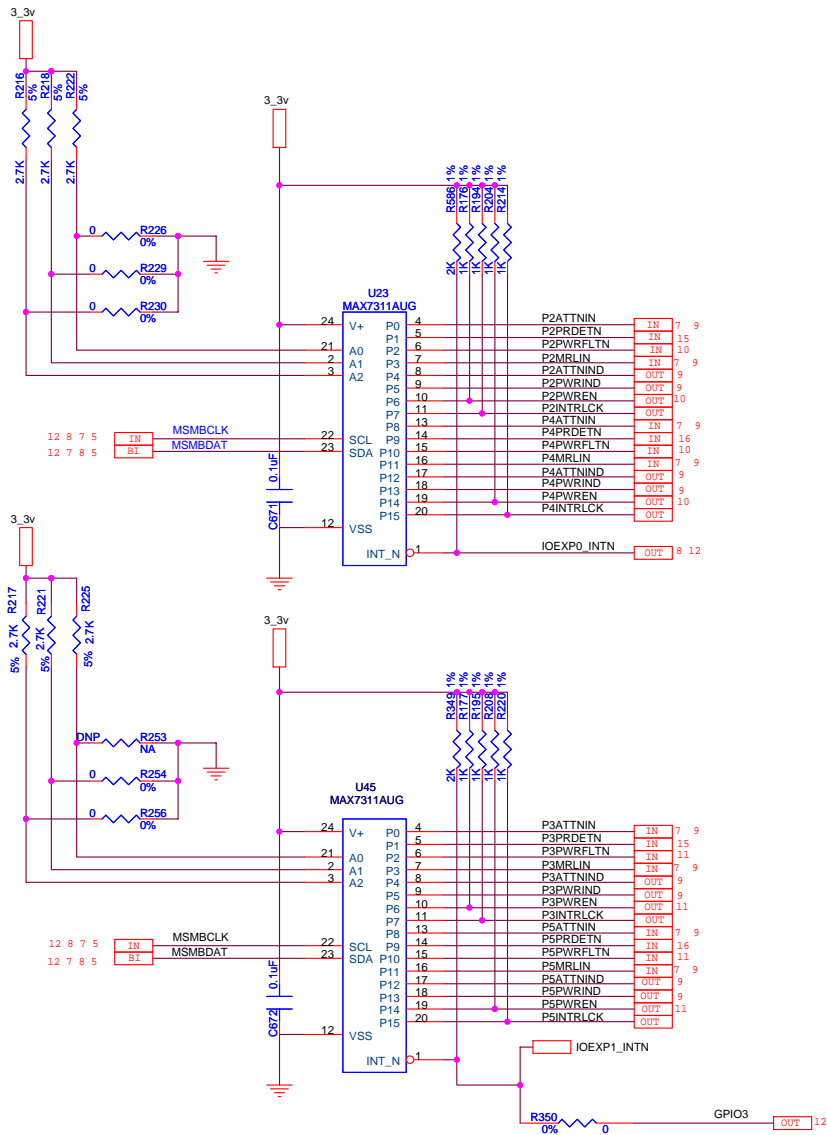 3_3v
R216 5% 2.7K
R218 5% 2.7K
R222 5% 2.7K
0 R226 0%
0 R229 0%
0 R230 0%
3_3v
R586 1% 2K
R176 1% 1K
R194 1% 1K
R204 1% 1K
R214 1% 1K
U23
MAX7311AUG
24 V+
21 A0
2 A1
3 A2
22 SCL
23 SDA
12 VSS
INT_N 1
P0 4 P2ATTNIN IN 7 9
P1 5 P2PRDETN IN 15
P2 6 P2PWRFLTN IN 10
P3 7 P2MRLIN IN 7 9
P4 8 P2ATTNIND OUT 9
P5 9 P2PWRIND OUT 9
P6 10 P2PWREN OUT 10
P7 11 P2INTRLCK OUT
P8 13 P4ATTNIN IN 7 9
P9 14 P4PRDETN IN 16
P10 15 P4PWRFLTN IN 10
P11 16 P4MRLIN IN 7 9
P12 17 P4ATTNIND OUT 9
P13 18 P4PWRIND OUT 9
P14 19 P4PWREN OUT 10
P15 20 P4INTRLCK OUT
IOEXP0_INTN OUT 8 12
12 8 7 5 IN MSMBCLK
12 7 8 5 BI MSMBDAT
0.1uF
C671
3_3v
R217 2.7K 5%
R221 2.7K 5%
R225 2.7K 5%
DNP R253 NA
0 R254 0%
0 R256 0%
3_3v
R349 1% 2K
R177 1% 1K
R195 1% 1K
R208 1% 1K
R220 1% 1K
U45
MAX7311AUG
24 V+
21 A0
2 A1
3 A2
22 SCL
23 SDA
12 VSS
INT_N 1
P0 4 P3ATTNIN IN 7 9
P1 5 P3PRDETN IN 15
P2 6 P3PWRFLTN IN 11
P3 7 P3MRLIN IN 7 9
P4 8 P3ATTNIND OUT 9
P5 9 P3PWRIND OUT 9
P6 10 P3PWREN OUT 11
P7 11 P3INTRLCK OUT
P8 13 P5ATTNIN IN 7 9
P9 14 P5PRDETN IN 16
P10 15 P5PWRFLTN IN 11
P11 16 P5MRLIN IN 7 9
P12 17 P5ATTNIND OUT 9
P13 18 P5PWRIND OUT 9
P14 19 P5PWREN OUT 11
P15 20 P5INTRLCK OUT
12 8 7 5 IN MSMBCLK
12 7 8 5 BI MSMBDAT
0.1uF
C672
IOEXP1_INTN
R350 0% 0
GPIO3 OUT 12